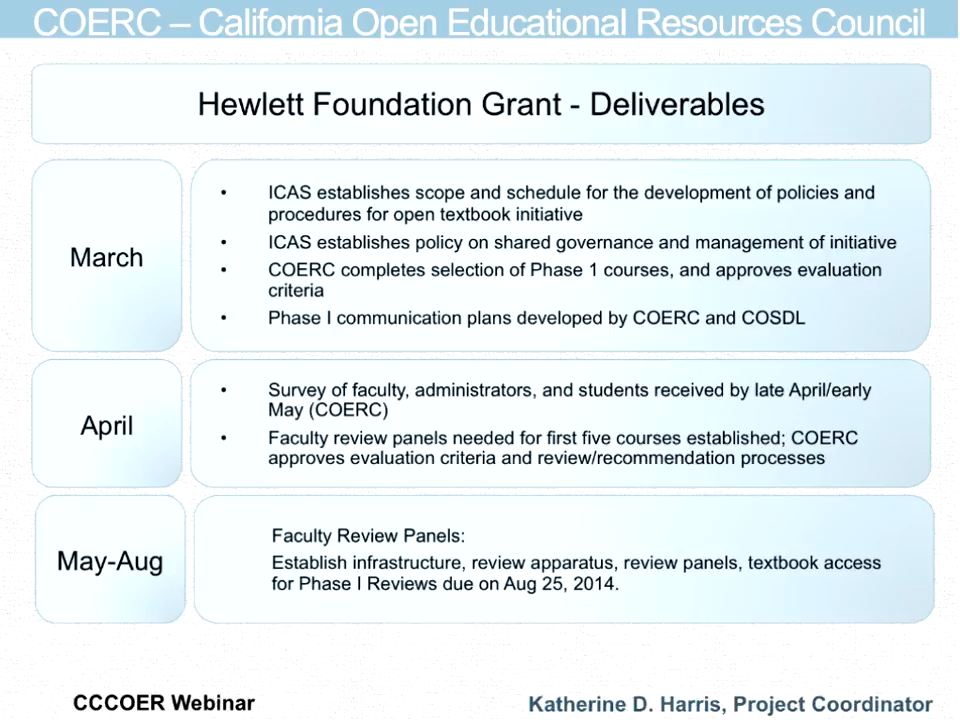 COERC – California Open Educational Resources Council
Hewlett Foundation Grant - Deliverables
March
• ICAS establishes scope and schedule for the development of policies and
procedures for open textbook initiative
• ICAS establishes policy on shared governance and management of initiative
• COERC completes selection of Phase 1 courses, and approves evaluation
criteria
• Phase I communication plans developed by COERC and COSDL
April
• Survey of faculty, administrators, and students received by late April/early
May (COERC)
• Faculty review panels needed for first five courses established; COERC
approves evaluation criteria and review/recommendation processes
May-Aug
Faculty Review Panels:
Establish infrastructure, review apparatus, review panels, textbook access
for Phase I Reviews due on Aug 25, 2014.
CCCOER Webinar
Katherine D. Harris, Project Coordinator